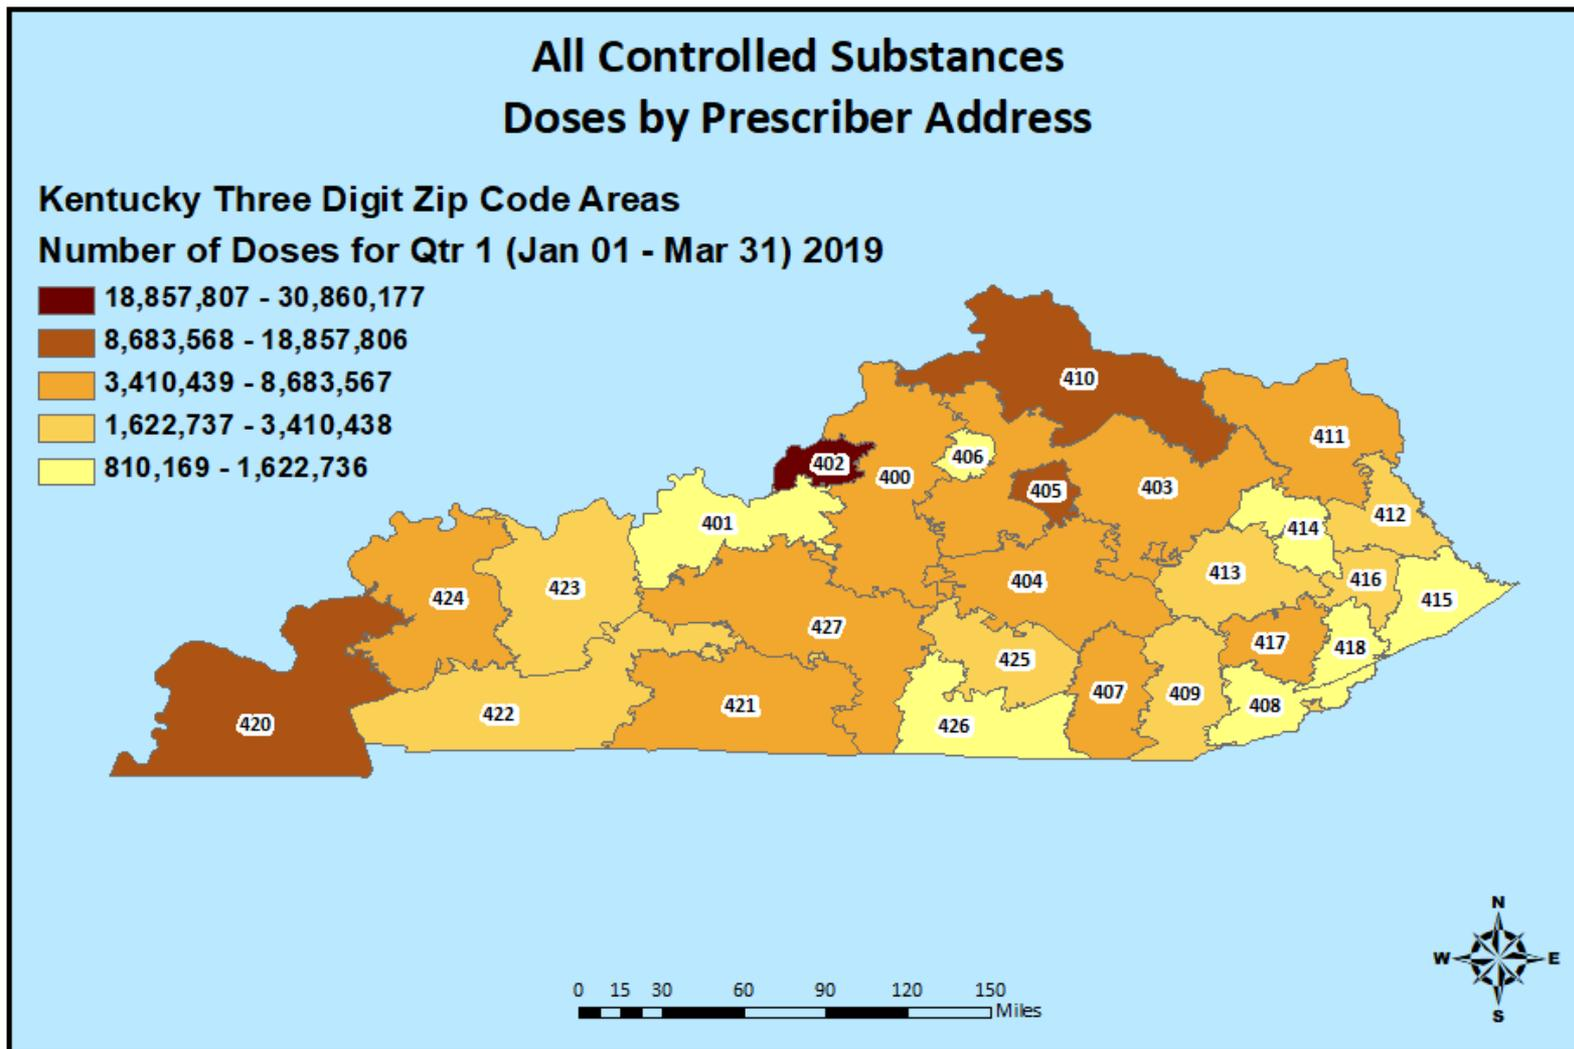 All Controlled Substances
Doses by Prescriber Address
Kentucky Three Digit Zip Code Areas
Number of Doses for Qtr 1 (Jan 01 - Mar 31) 2019
18,857,807 - 30,860,177
8,683,568 - 18,857,806
3,410,439 - 8,683,567
1,622,737 - 3,410,438
810,169 - 1,622,736
410
411
402
406
400
405
403
401
414
412
404
413
416
423
424
415
427
417
418
425
420
422
421
426
407
409
408
N
W E
S
0 15 30 60 90 120 150
Miles